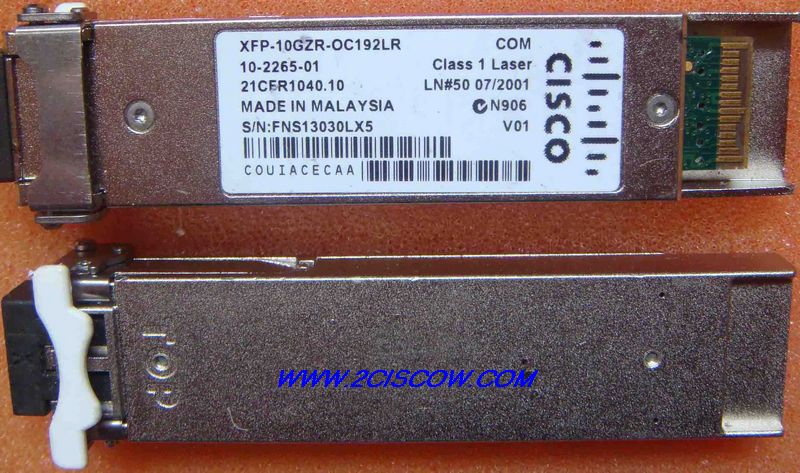 XFP-10GZR-OC192LR COM
10-2265-01 Class 1 Laser
21CFR1040.10 LN#50 07/2001
MADE IN MALAYSIA N906
S/N:FNS13030LX5 V01
COUIACECAA
CISCO
WWW.2CISCOW.COM